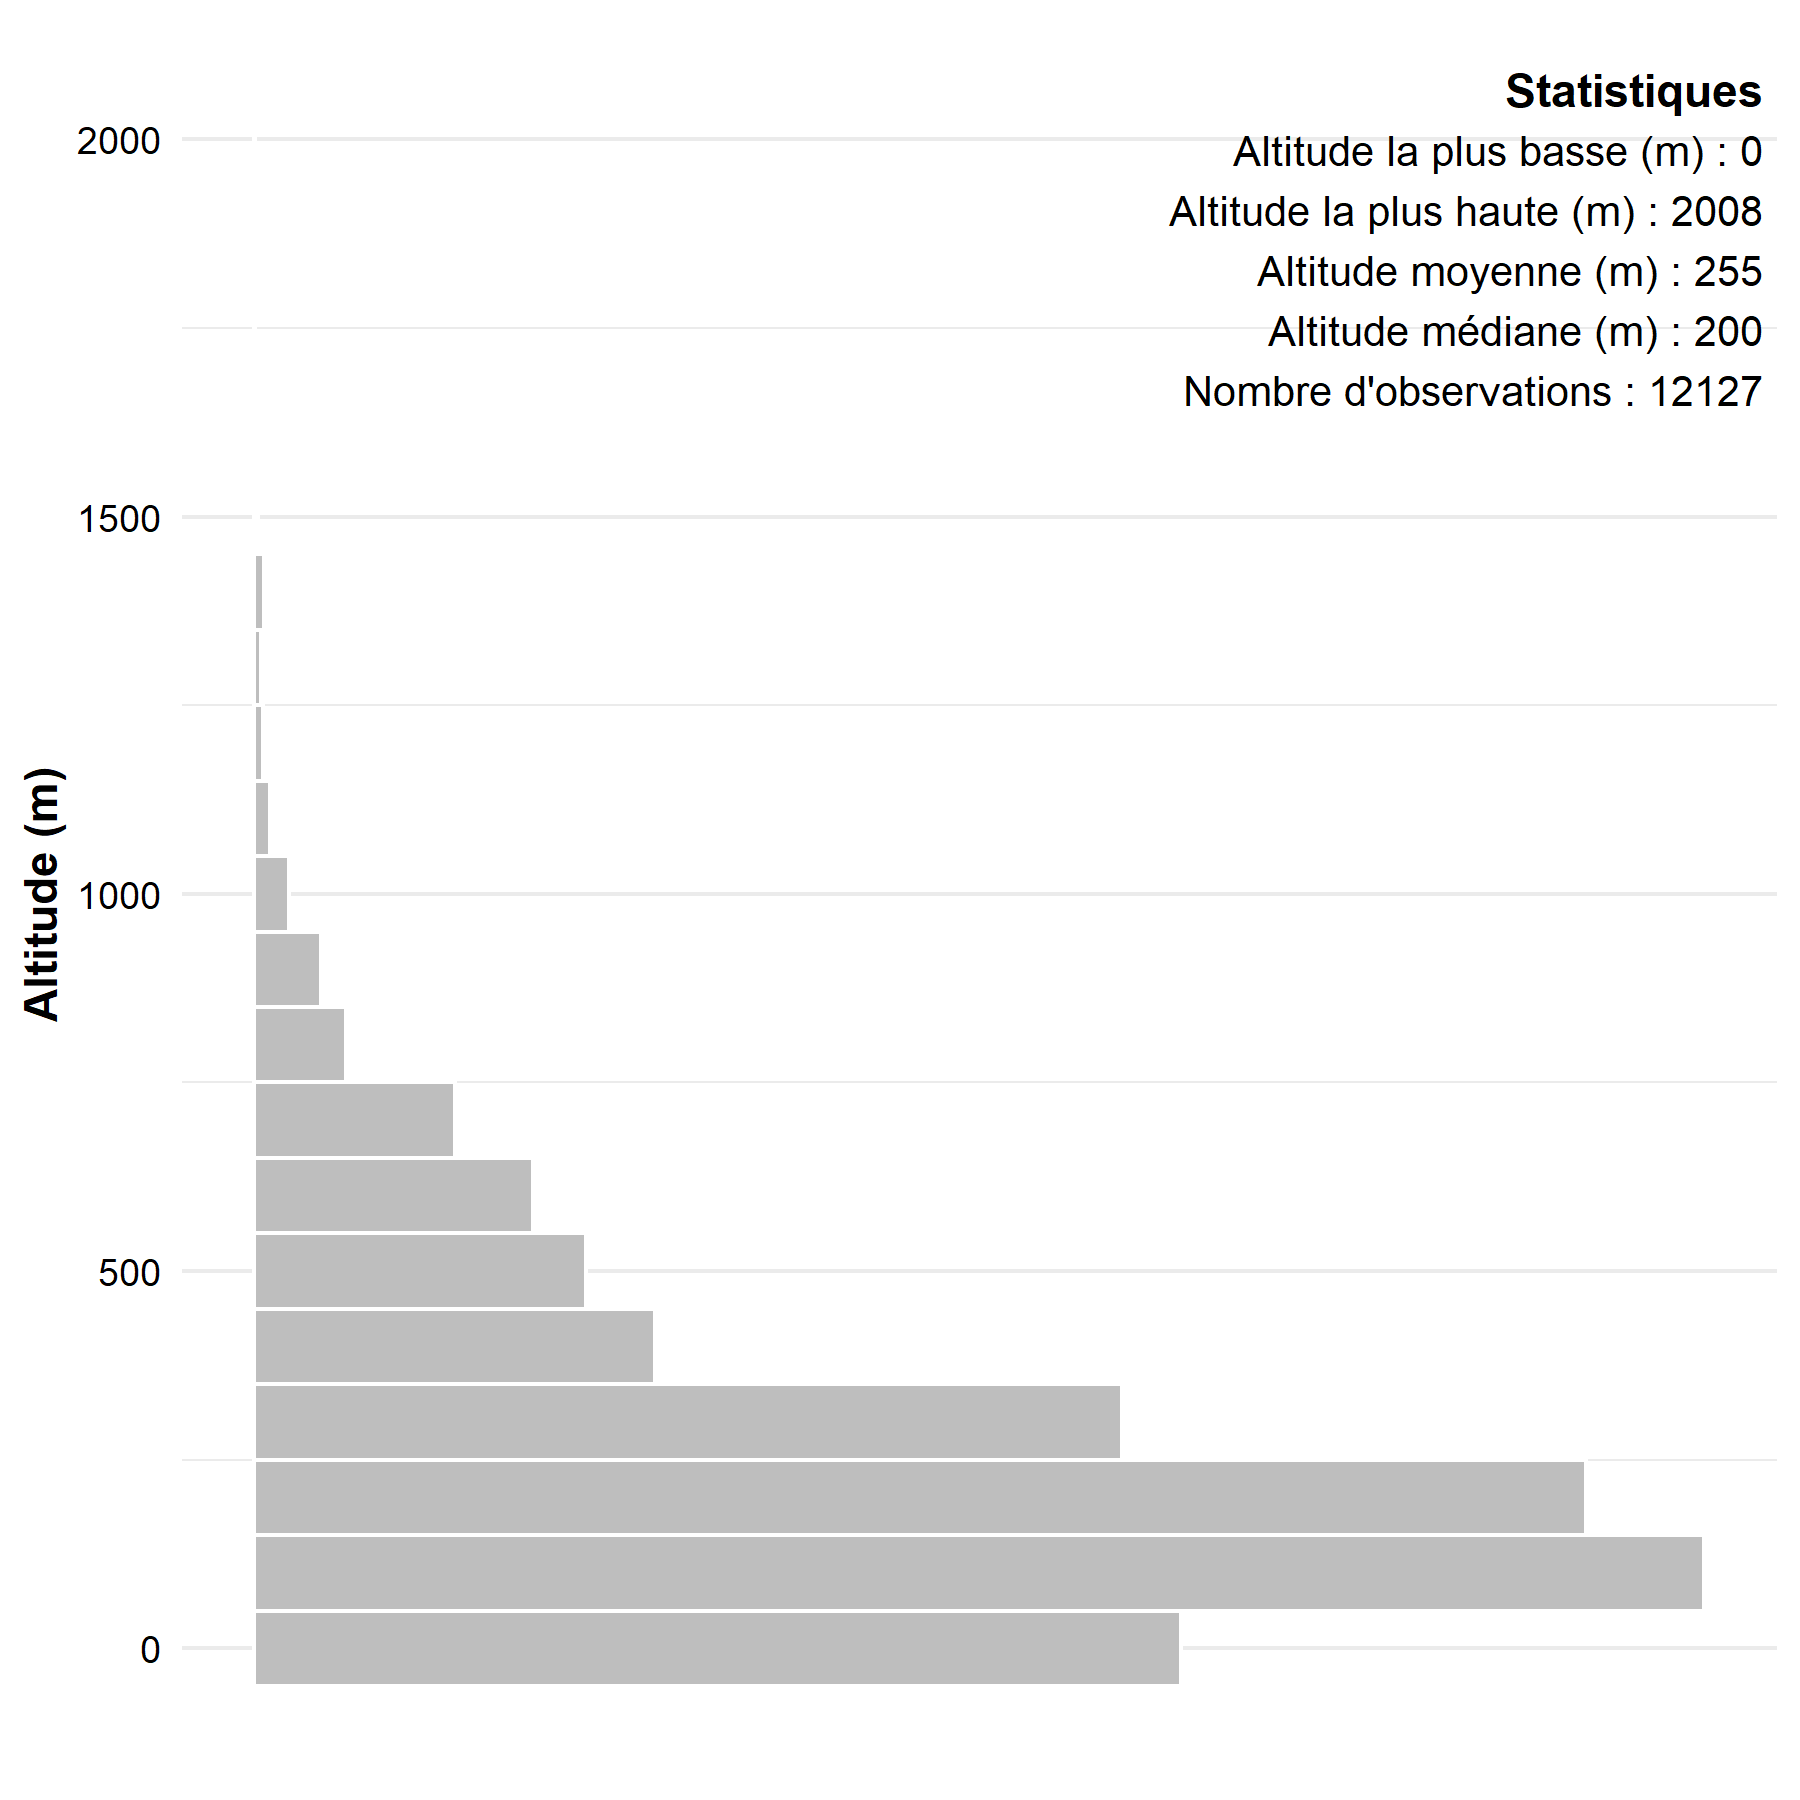 Statistiques
2000
Altitude la plus basse (m) : 0
Altitude la plus haute (m) : 2008
Altitude moyenne (m) : 255
Altitude médiane (m) : 200
Nombre d'observations : 12127
1500
Altitude (m)
1000
500
0